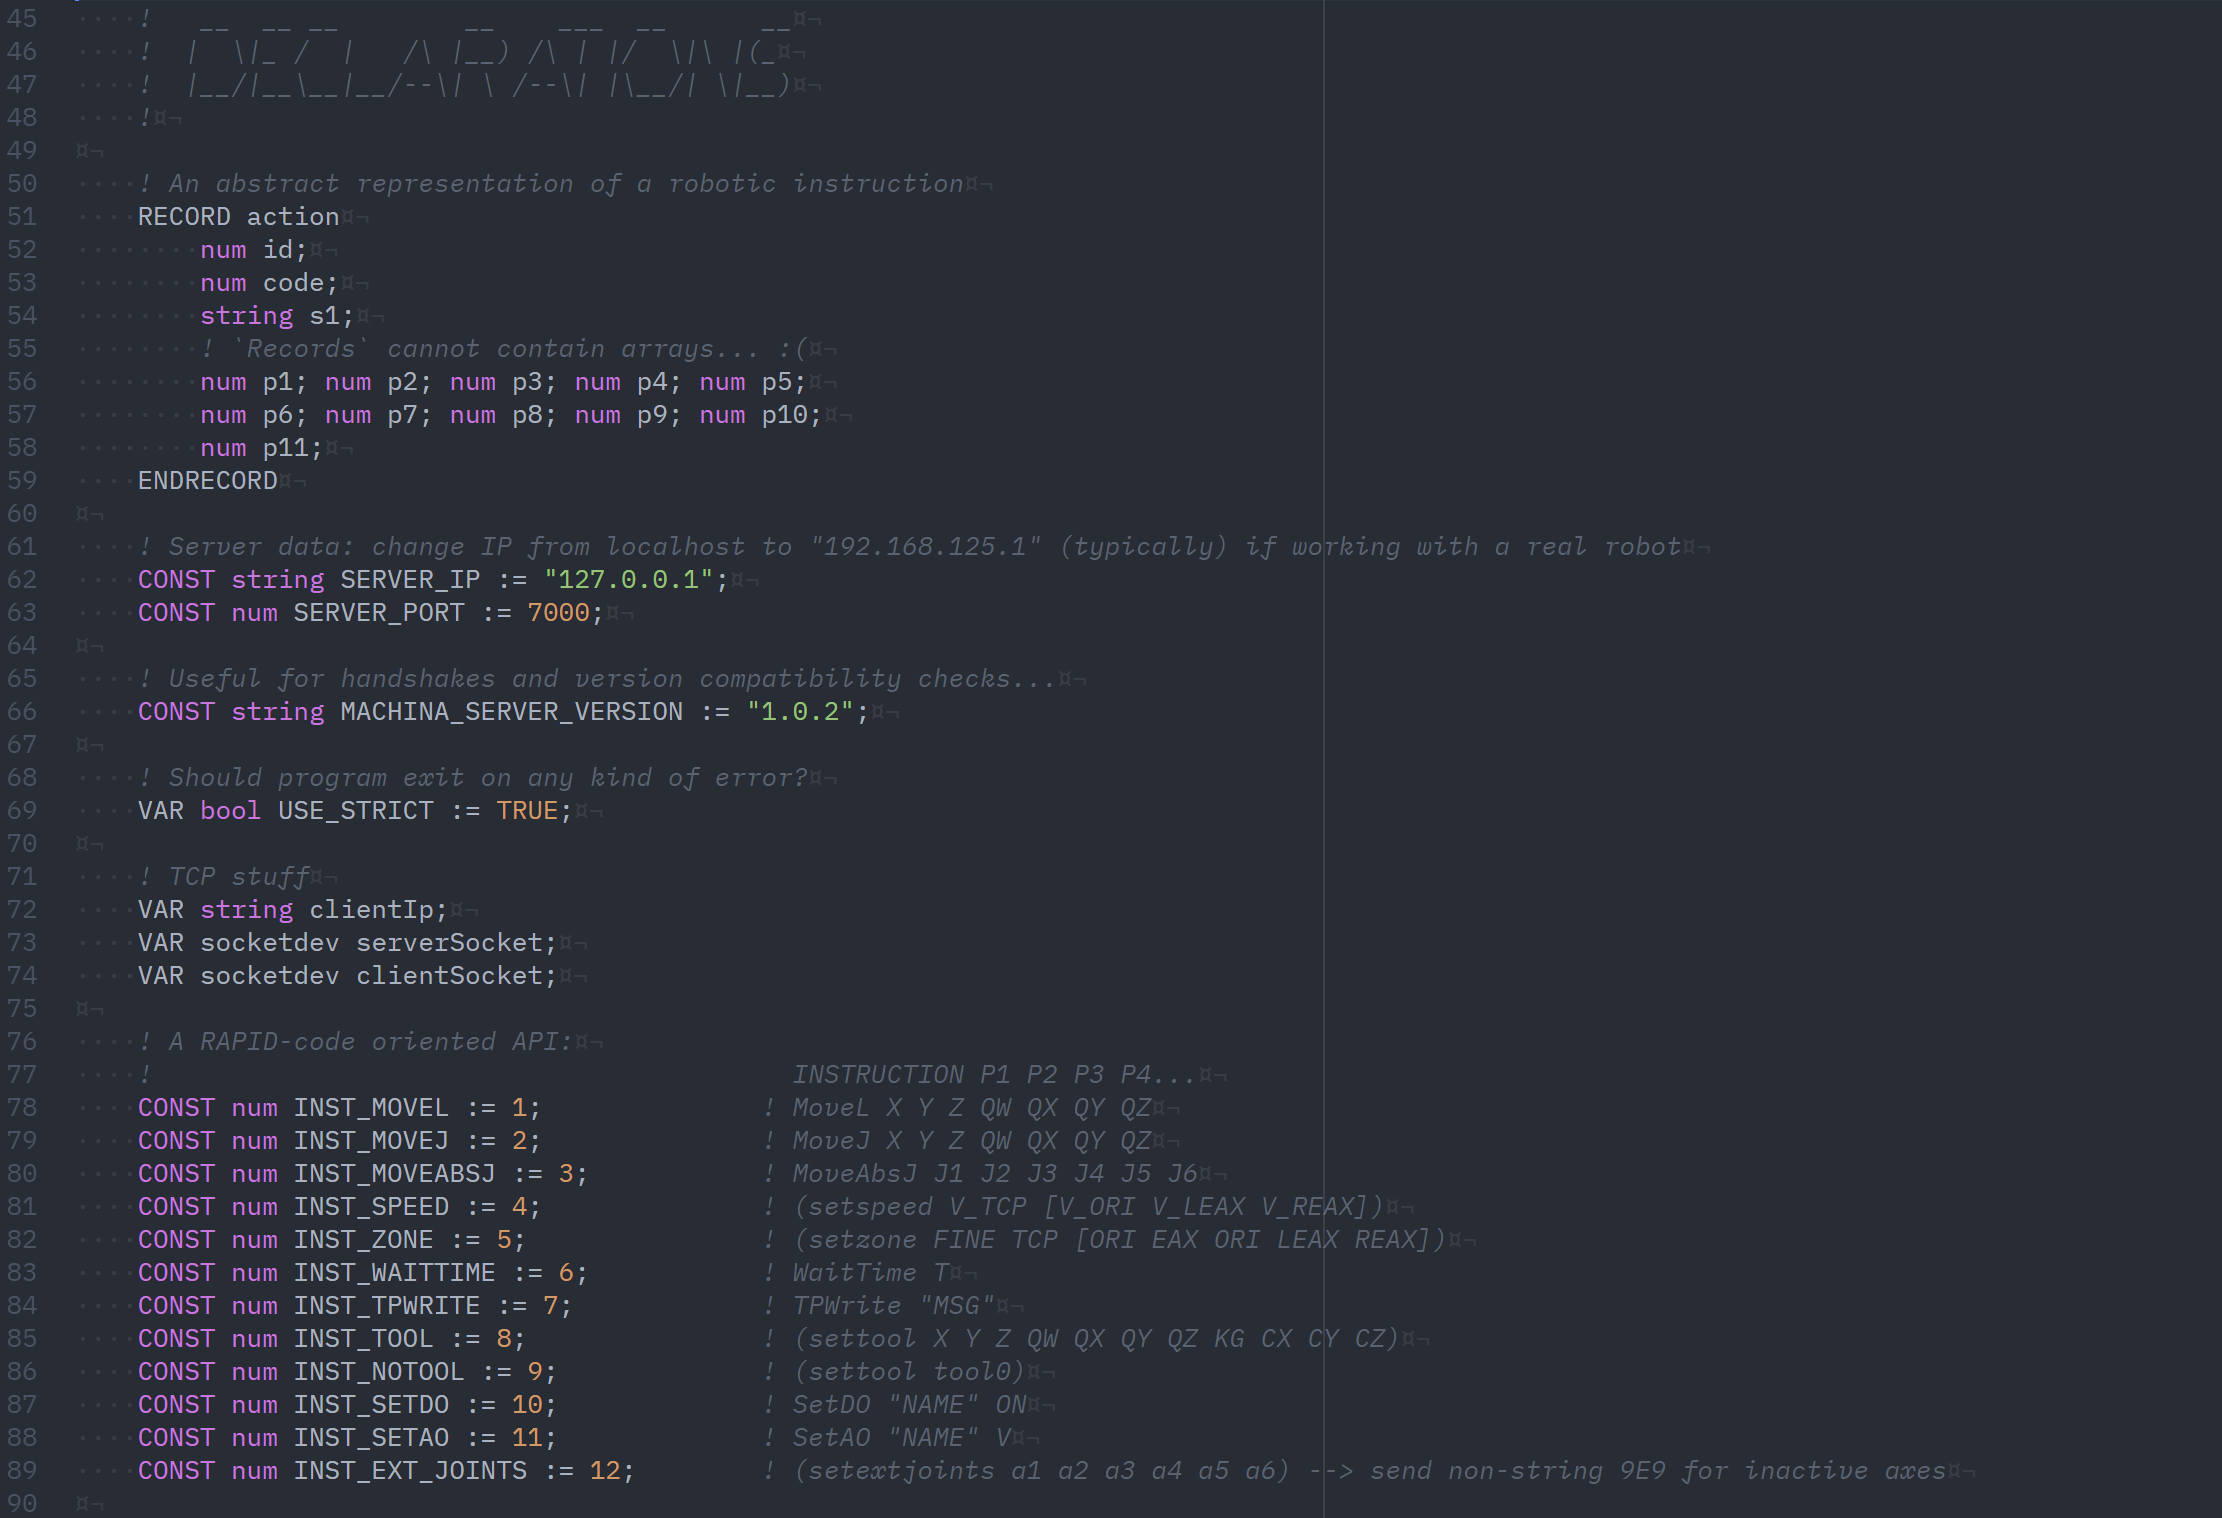 45     !   __  __ __        __    ___  __      __¤¬
46     !  |  \|_ /  |   /\ |__) /\ | |/  \|\ |(_¤¬
47     !  |__/|__\__|__/--\| \ /--\| |\__/| \|__)¤¬
48     !¤¬
49 ¤¬
50     ! An abstract representation of a robotic instruction¤¬
51     RECORD action¤¬
52         num id;¤¬
53         num code;¤¬
54         string s1;¤¬
55         ! `Records` cannot contain arrays... :(¤¬
56         num p1; num p2; num p3; num p4; num p5;¤¬
57         num p6; num p7; num p8; num p9; num p10;¤¬
58         num p11;¤¬
59     ENDRECORD¤¬
60 ¤¬
61     ! Server data: change IP from localhost to "192.168.125.1" (typically) if working with a real robot¤¬
62     CONST string SERVER_IP := "127.0.0.1";¤¬
63     CONST num SERVER_PORT := 7000;¤¬
64 ¤¬
65     ! Useful for handshakes and version compatibility checks...¤¬
66     CONST string MACHINA_SERVER_VERSION := "1.0.2";¤¬
67 ¤¬
68     ! Should program exit on any kind of error?¤¬
69     VAR bool USE_STRICT := TRUE;¤¬
70 ¤¬
71     ! TCP stuff¤¬
72     VAR string clientIp;¤¬
73     VAR socketdev serverSocket;¤¬
74     VAR socketdev clientSocket;¤¬
75 ¤¬
76     ! A RAPID-code oriented API:¤¬
77     !                                         INSTRUCTION P1 P2 P3 P4...¤¬
78     CONST num INST_MOVEL := 1;              ! MoveL X Y Z QW QX QY QZ¤¬
79     CONST num INST_MOVEJ := 2;              ! MoveJ X Y Z QW QX QY QZ¤¬
80     CONST num INST_MOVEABSJ := 3;           ! MoveAbsJ J1 J2 J3 J4 J5 J6¤¬
81     CONST num INST_SPEED := 4;              ! (setspeed V_TCP [V_ORI V_LEAX V_REAX])¤¬
82     CONST num INST_ZONE := 5;               ! (setzone FINE TCP [ORI EAX ORI LEAX REAX])¤¬
83     CONST num INST_WAITTIME := 6;           ! WaitTime T¤¬
84     CONST num INST_TPWRITE := 7;            ! TPWrite "MSG"¤¬
85     CONST num INST_TOOL := 8;               ! (settool X Y Z QW QX QY QZ KG CX CY CZ)¤¬
86     CONST num INST_NOTOOL := 9;             ! (settool tool0)¤¬
87     CONST num INST_SETDO := 10;             ! SetDO "NAME" ON¤¬
88     CONST num INST_SETAO := 11;             ! SetAO "NAME" V¤¬
89     CONST num INST_EXT_JOINTS := 12;        ! (setextjoints a1 a2 a3 a4 a5 a6) --> send non-string 9E9 for inactive axes¤¬
90 ¤¬